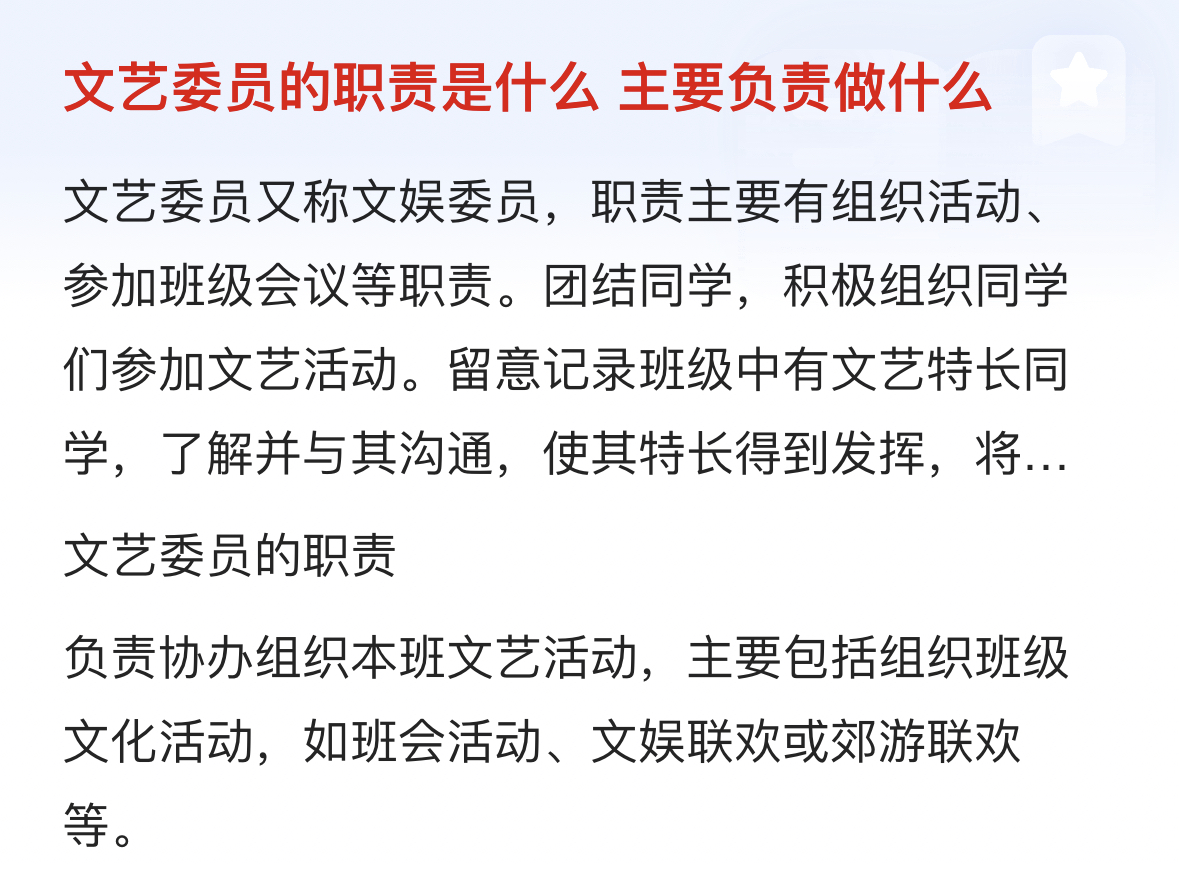 文艺委员的职责是什么 主要负责做什么
文艺委员又称文娱委员，职责主要有组织活动、
参加班级会议等职责。团结同学，积极组织同学
们参加文艺活动。留意记录班级中有文艺特长同
学，了解并与其沟通，使其特长得到发挥，将...
文艺委员的职责
负责协办组织本班文艺活动，主要包括组织班级
文化活动，如班会活动、文娱联欢或郊游联欢
等。